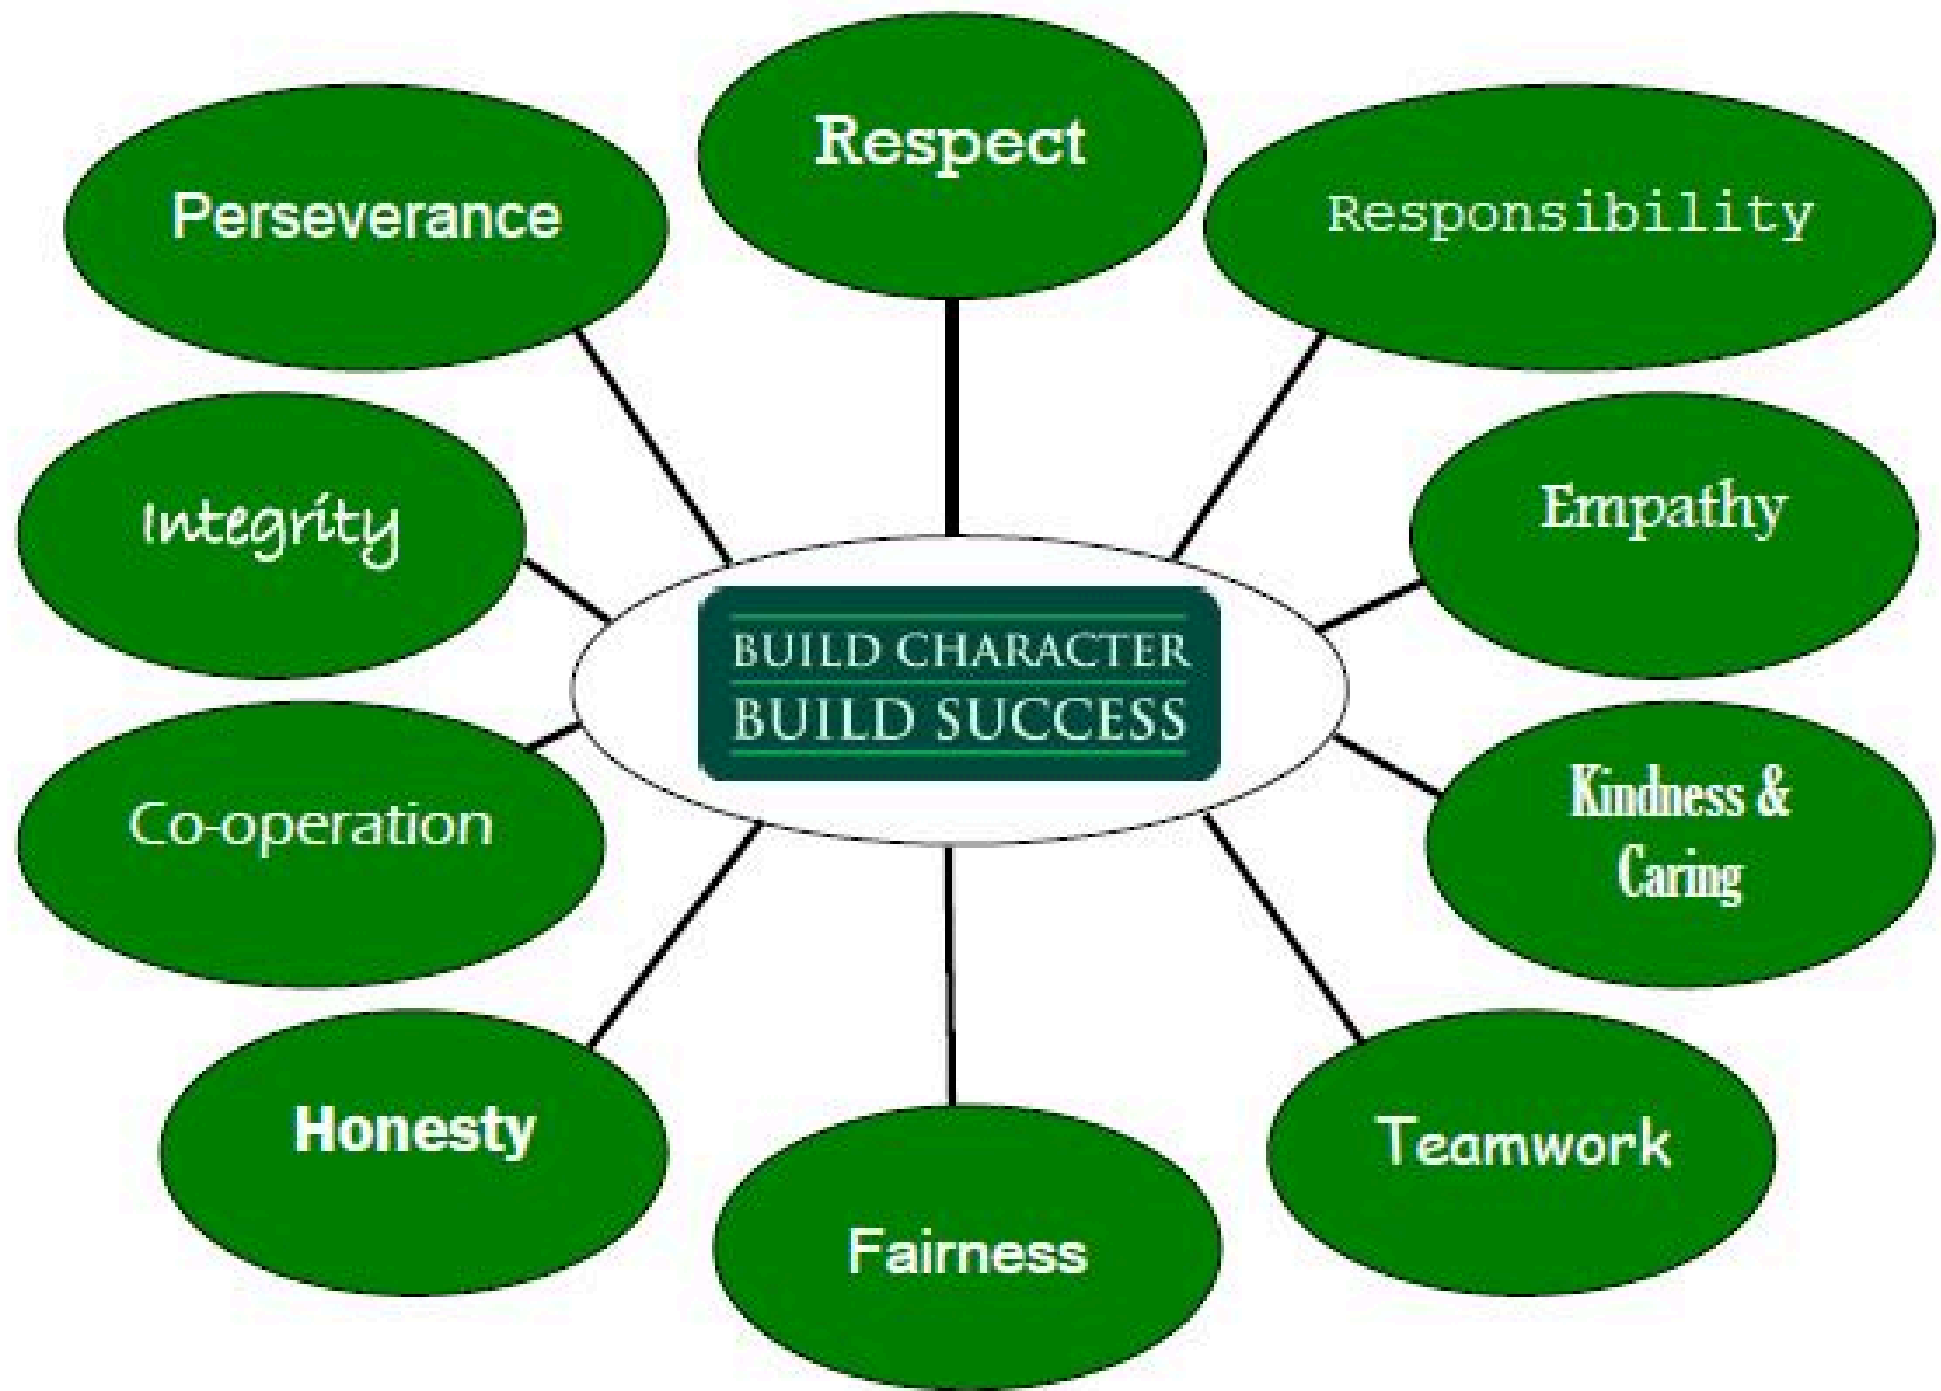 Respect
Perseverance
Responsibility
Integrity
Empathy
BUILD CHARACTER
BUILD SUCCESS
Co-operation
Kindness &
Caring
Honesty
Teamwork
Fairness